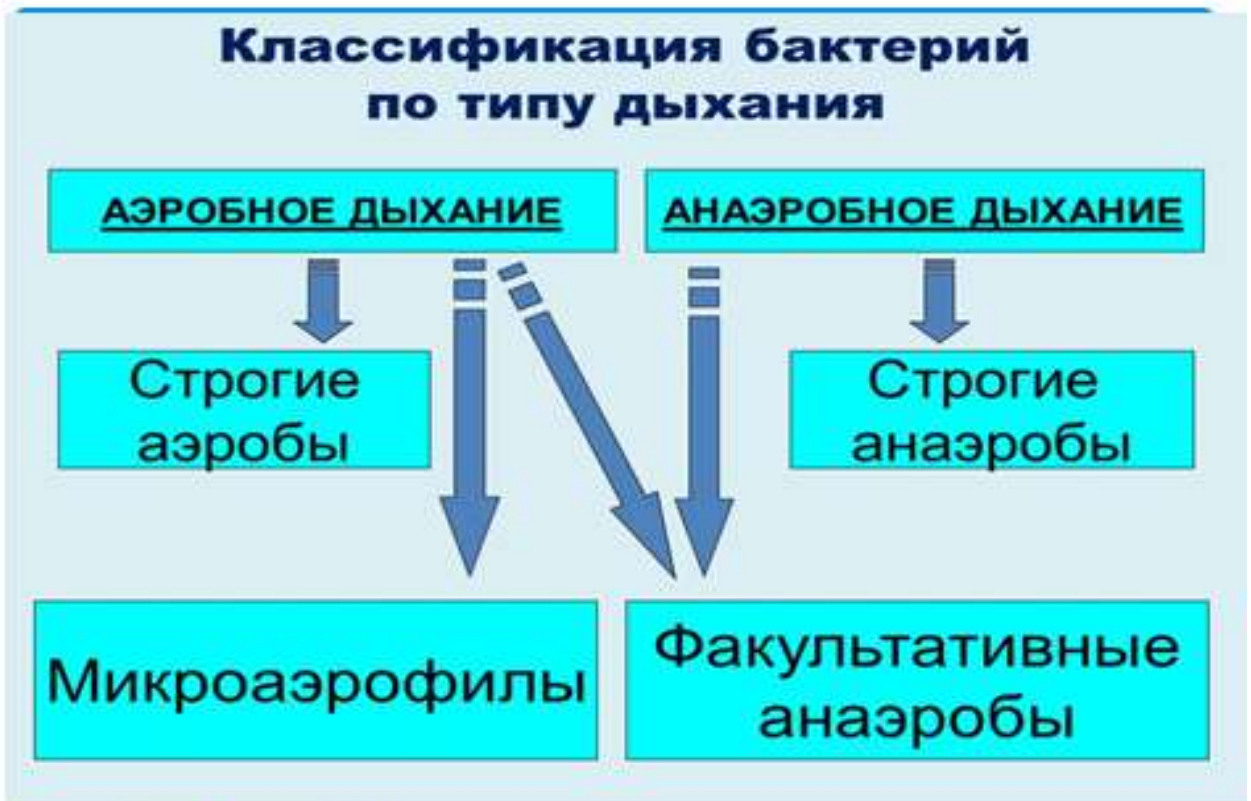 Классификация бактерий
по типу дыхания
АЭРОБНОЕ ДЫХАНИЕ
АНАЭРОБНОЕ ДЫХАНИЕ
Строгие
аэробы
Строгие
анаэробы
Микроаэрофилы
Факультативные
анаэробы